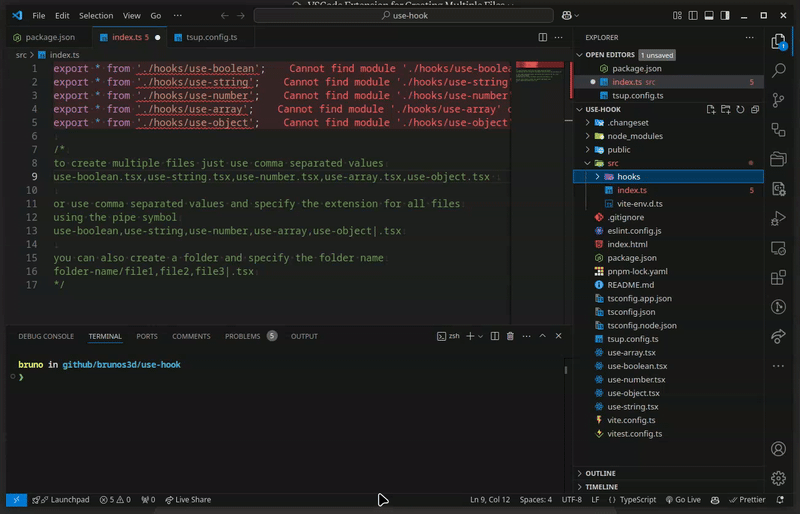 VSCode Extension for Creating Multiple Files
File Edit Selection View Go ··· use-hook
package.json index.ts 5 tsup.config.ts
src > index.ts
1 export * from './hooks/use-boolean'; Cannot find module './hooks/use-boole
2 export * from './hooks/use-string'; Cannot find module './hooks/use-string
3 export * from './hooks/use-number'; Cannot find module './hooks/use-number
4 export * from './hooks/use-array'; Cannot find module './hooks/use-array'
5 export * from './hooks/use-object'; Cannot find module './hooks/use-object'
6
7 /*
8 to create multiple files just use comma separated values
9 use-boolean.tsx,use-string.tsx,use-number.tsx,use-array.tsx,use-object.tsx
10
11 or use comma separated values and specify the extension for all files
12 using the pipe symbol
13 use-boolean,use-string,use-number,use-array,use-object|.tsx
14
15 you can also create a folder and specify the folder name
16 folder-name/file1,file2,file3|.tsx
17 */
DEBUG CONSOLE TERMINAL PORTS COMMENTS PROBLEMS 5 OUTPUT
zsh
bruno in github/brunos3d/use-hook
❯
EXPLORER
OPEN EDITORS 1 unsaved
package.json
index.ts src 5
tsup.config.ts
USE-HOOK
.changeset
node_modules
public
src
hooks
index.ts 5
vite-env.d.ts
.gitignore
eslint.config.js
index.html
package.json
pnpm-lock.yaml
README.md
tsconfig.app.json
tsconfig.json
tsconfig.node.json
tsup.config.ts
use-array.tsx
use-boolean.tsx
use-number.tsx
use-object.tsx
use-string.tsx
vite.config.ts
vitest.config.ts
OUTLINE
TIMELINE
1
Launchpad 5 0 0 Live Share Ln 9, Col 12 Spaces: 4 UTF-8 LF { } TypeScript Go Live Prettier